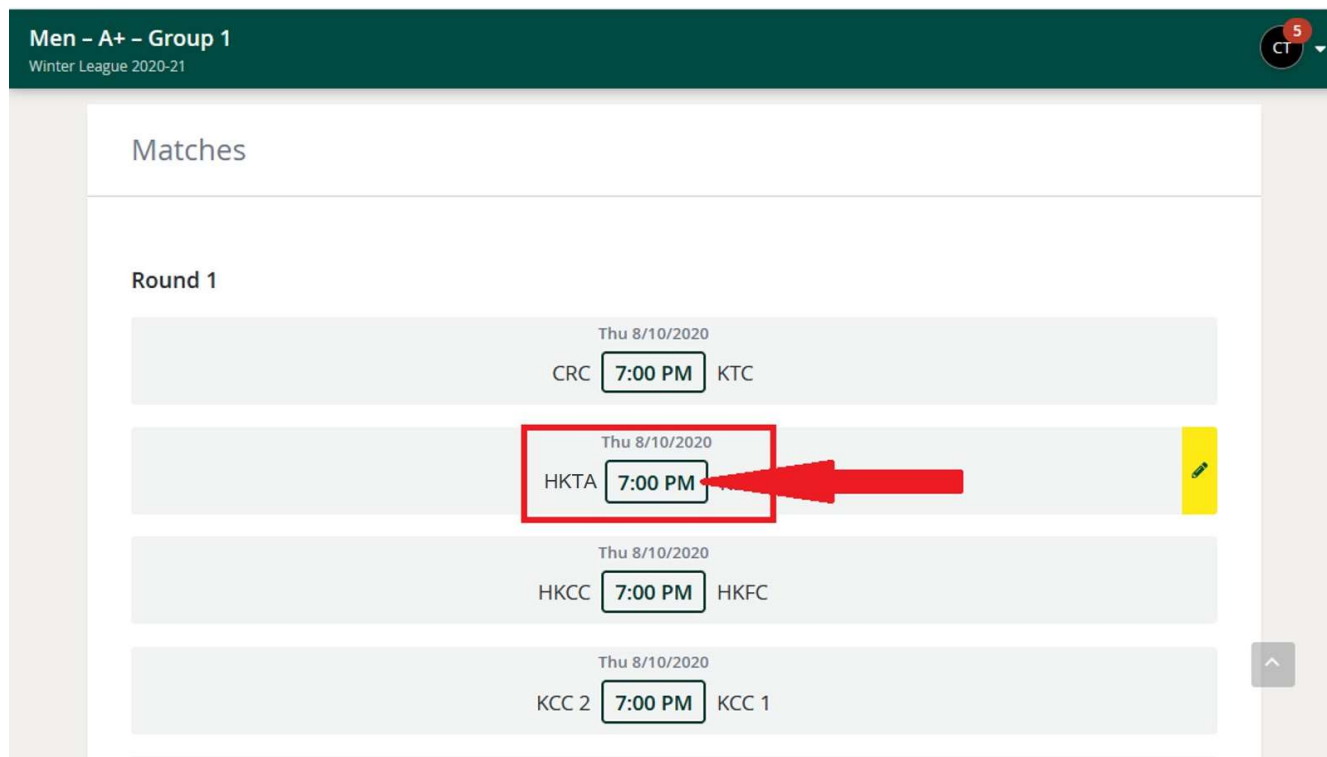 Men – A+ – Group 1
Winter League 2020-21
CT
5
Matches
Round 1
Thu 8/10/2020
CRC 7:00 PM KTC
Thu 8/10/2020
HKTA 7:00 PM
Thu 8/10/2020
HKCC 7:00 PM HKFC
Thu 8/10/2020
KCC 2 7:00 PM KCC 1